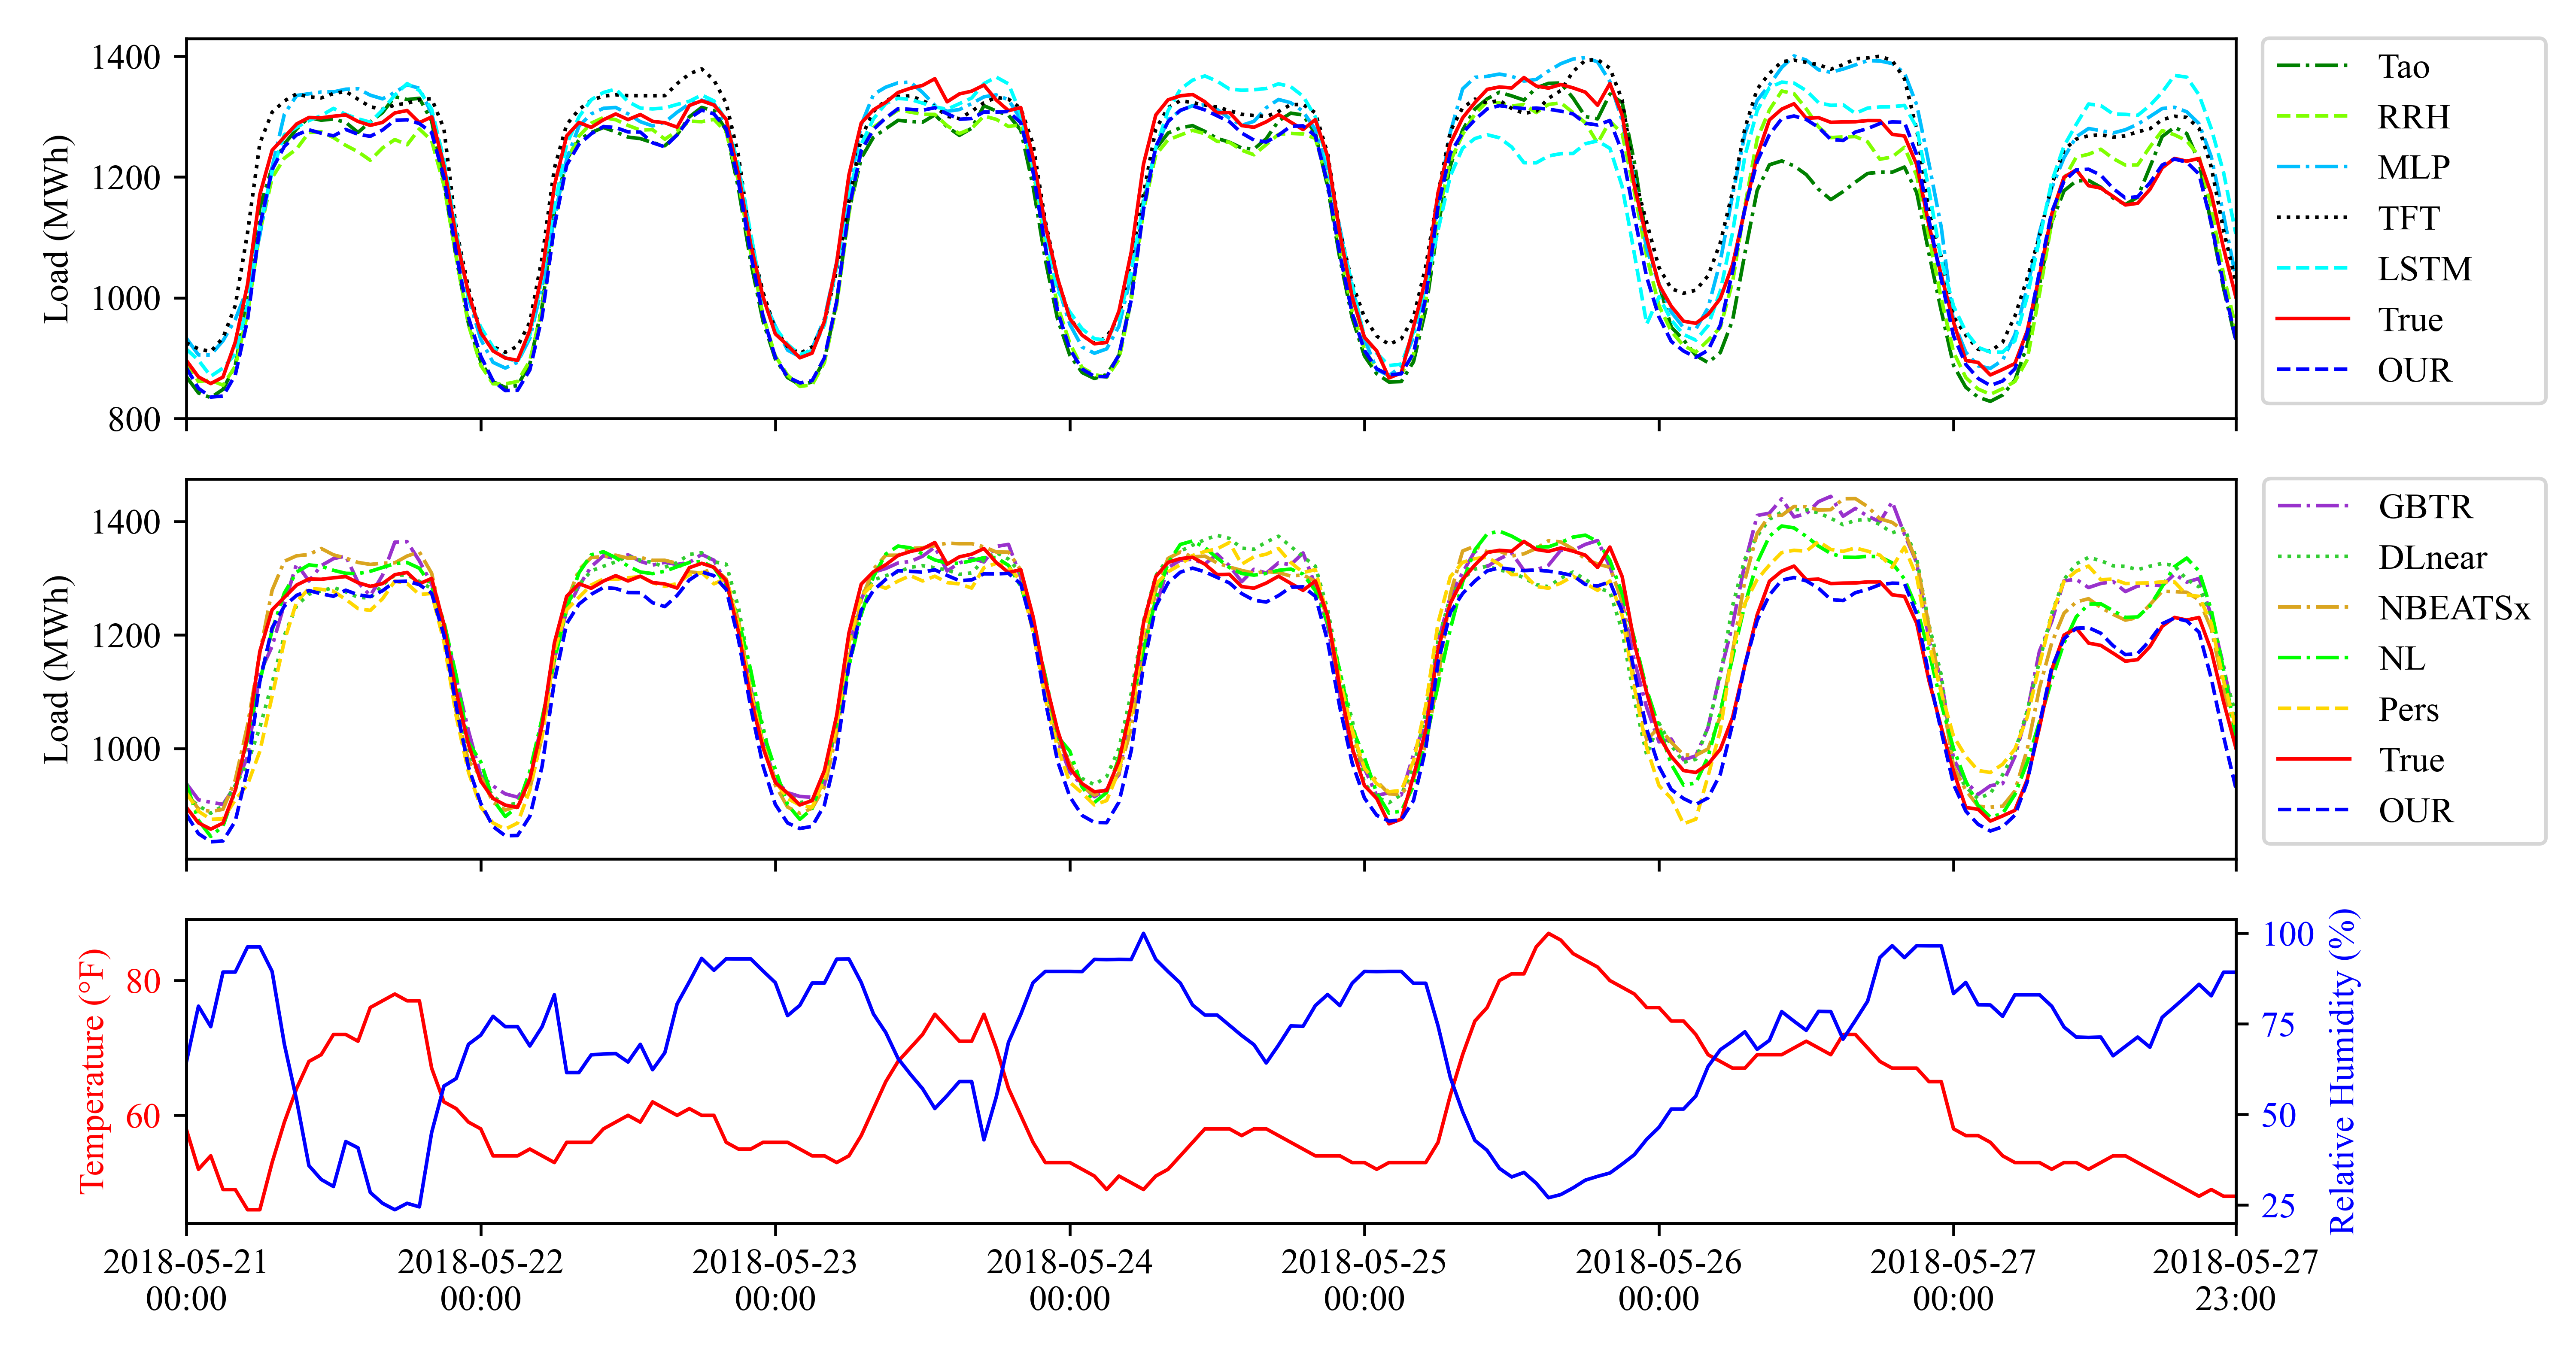 Load (MWh)
1400
1200
1000
800
Tao
RRH
MLP
TFT
LSTM
True
OUR
Load (MWh)
1400
1200
1000
GBTR
DLnear
NBEATSx
NL
Pers
True
OUR
Temperature (°F)
80
60
100
75
50
25
Relative Humidity (%)
2018-05-21
00:00
2018-05-22
00:00
2018-05-23
00:00
2018-05-24
00:00
2018-05-25
00:00
2018-05-26
00:00
2018-05-27
00:00
2018-05-27
23:00